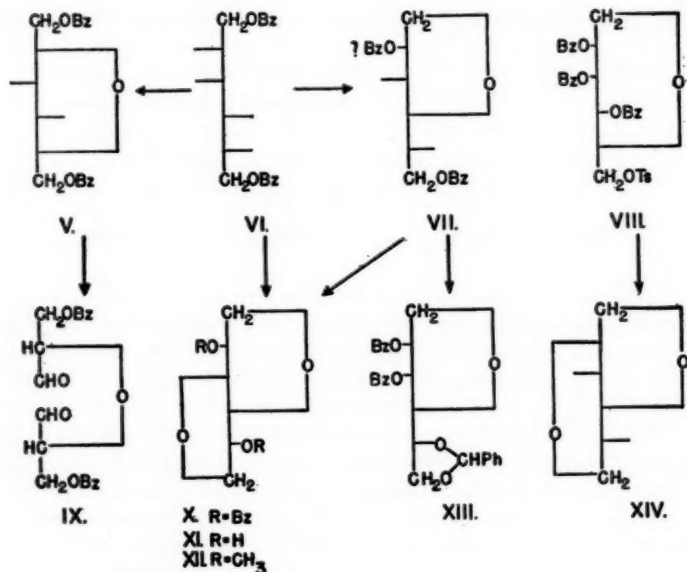 CH₂OBz CH₂OBz CH₂ CH₂
O ? BzO O BzO BzO O
OBz
CH₂OBz CH₂OBz CH₂OBz CH₂OTs
V. VI. VII. VIII.
CH₂OBz CH₂ CH₂ CH₂
HC RO BzO
CHO O O BzO O O
CHO O
HC OR O CHPh O
CH₂OBz CH₂ CH₂O CH₂
IX. X. R=Bz XIII. XIV.
XI. R=H
XII. R=CH₃